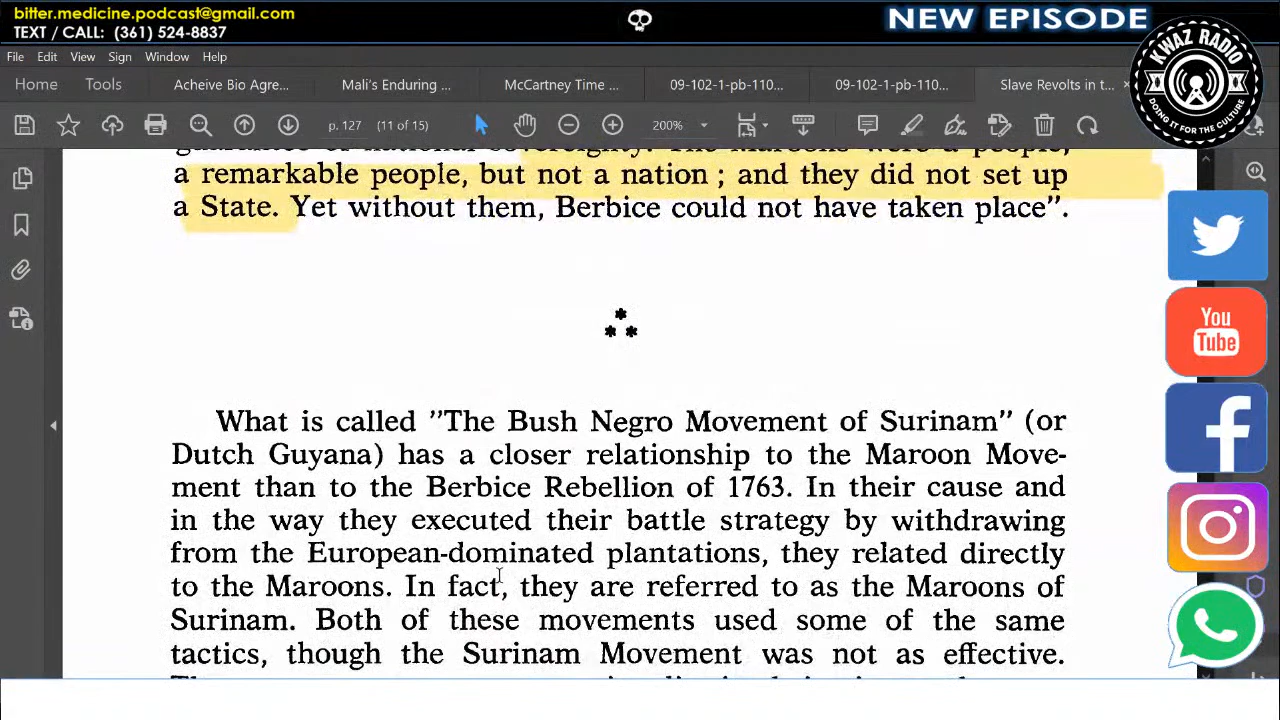 bitter.medicine.podcast@gmail.com
TEXT / CALL: (361) 524-8837
NEW EPISODE
KWAZ RADIO
DOING IT FOR THE CULTURE
File Edit View Sign Window Help
Home Tools Acheive Bio Agre... Mali's Enduring ... McCartney Time ... 09-102-1-pb-110... 09-102-1-pb-110... Slave Revolts in t... ×
p. 127 (11 of 15) 200%
a remarkable people, but not a nation ; and they did not set up
a State. Yet without them, Berbice could not have taken place”.
* * *
What is called ”The Bush Negro Movement of Surinam” (or
Dutch Guyana) has a closer relationship to the Maroon Move-
ment than to the Berbice Rebellion of 1763. In their cause and
in the way they executed their battle strategy by withdrawing
from the European-dominated plantations, they related directly
to the Maroons. In fact, they are referred to as the Maroons of
Surinam. Both of these movements used some of the same
tactics, though the Surinam Movement was not as effective.
You
Tube